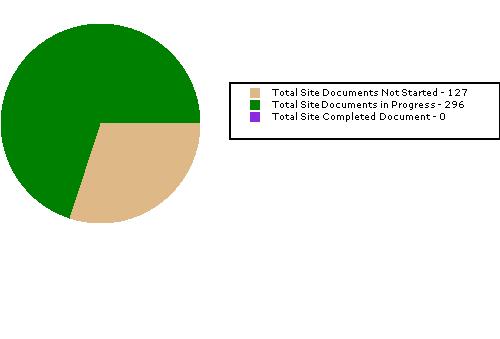 Total Site Documents Not Started - 127
Total Site Documents in Progress - 296
Total Site Completed Document - 0